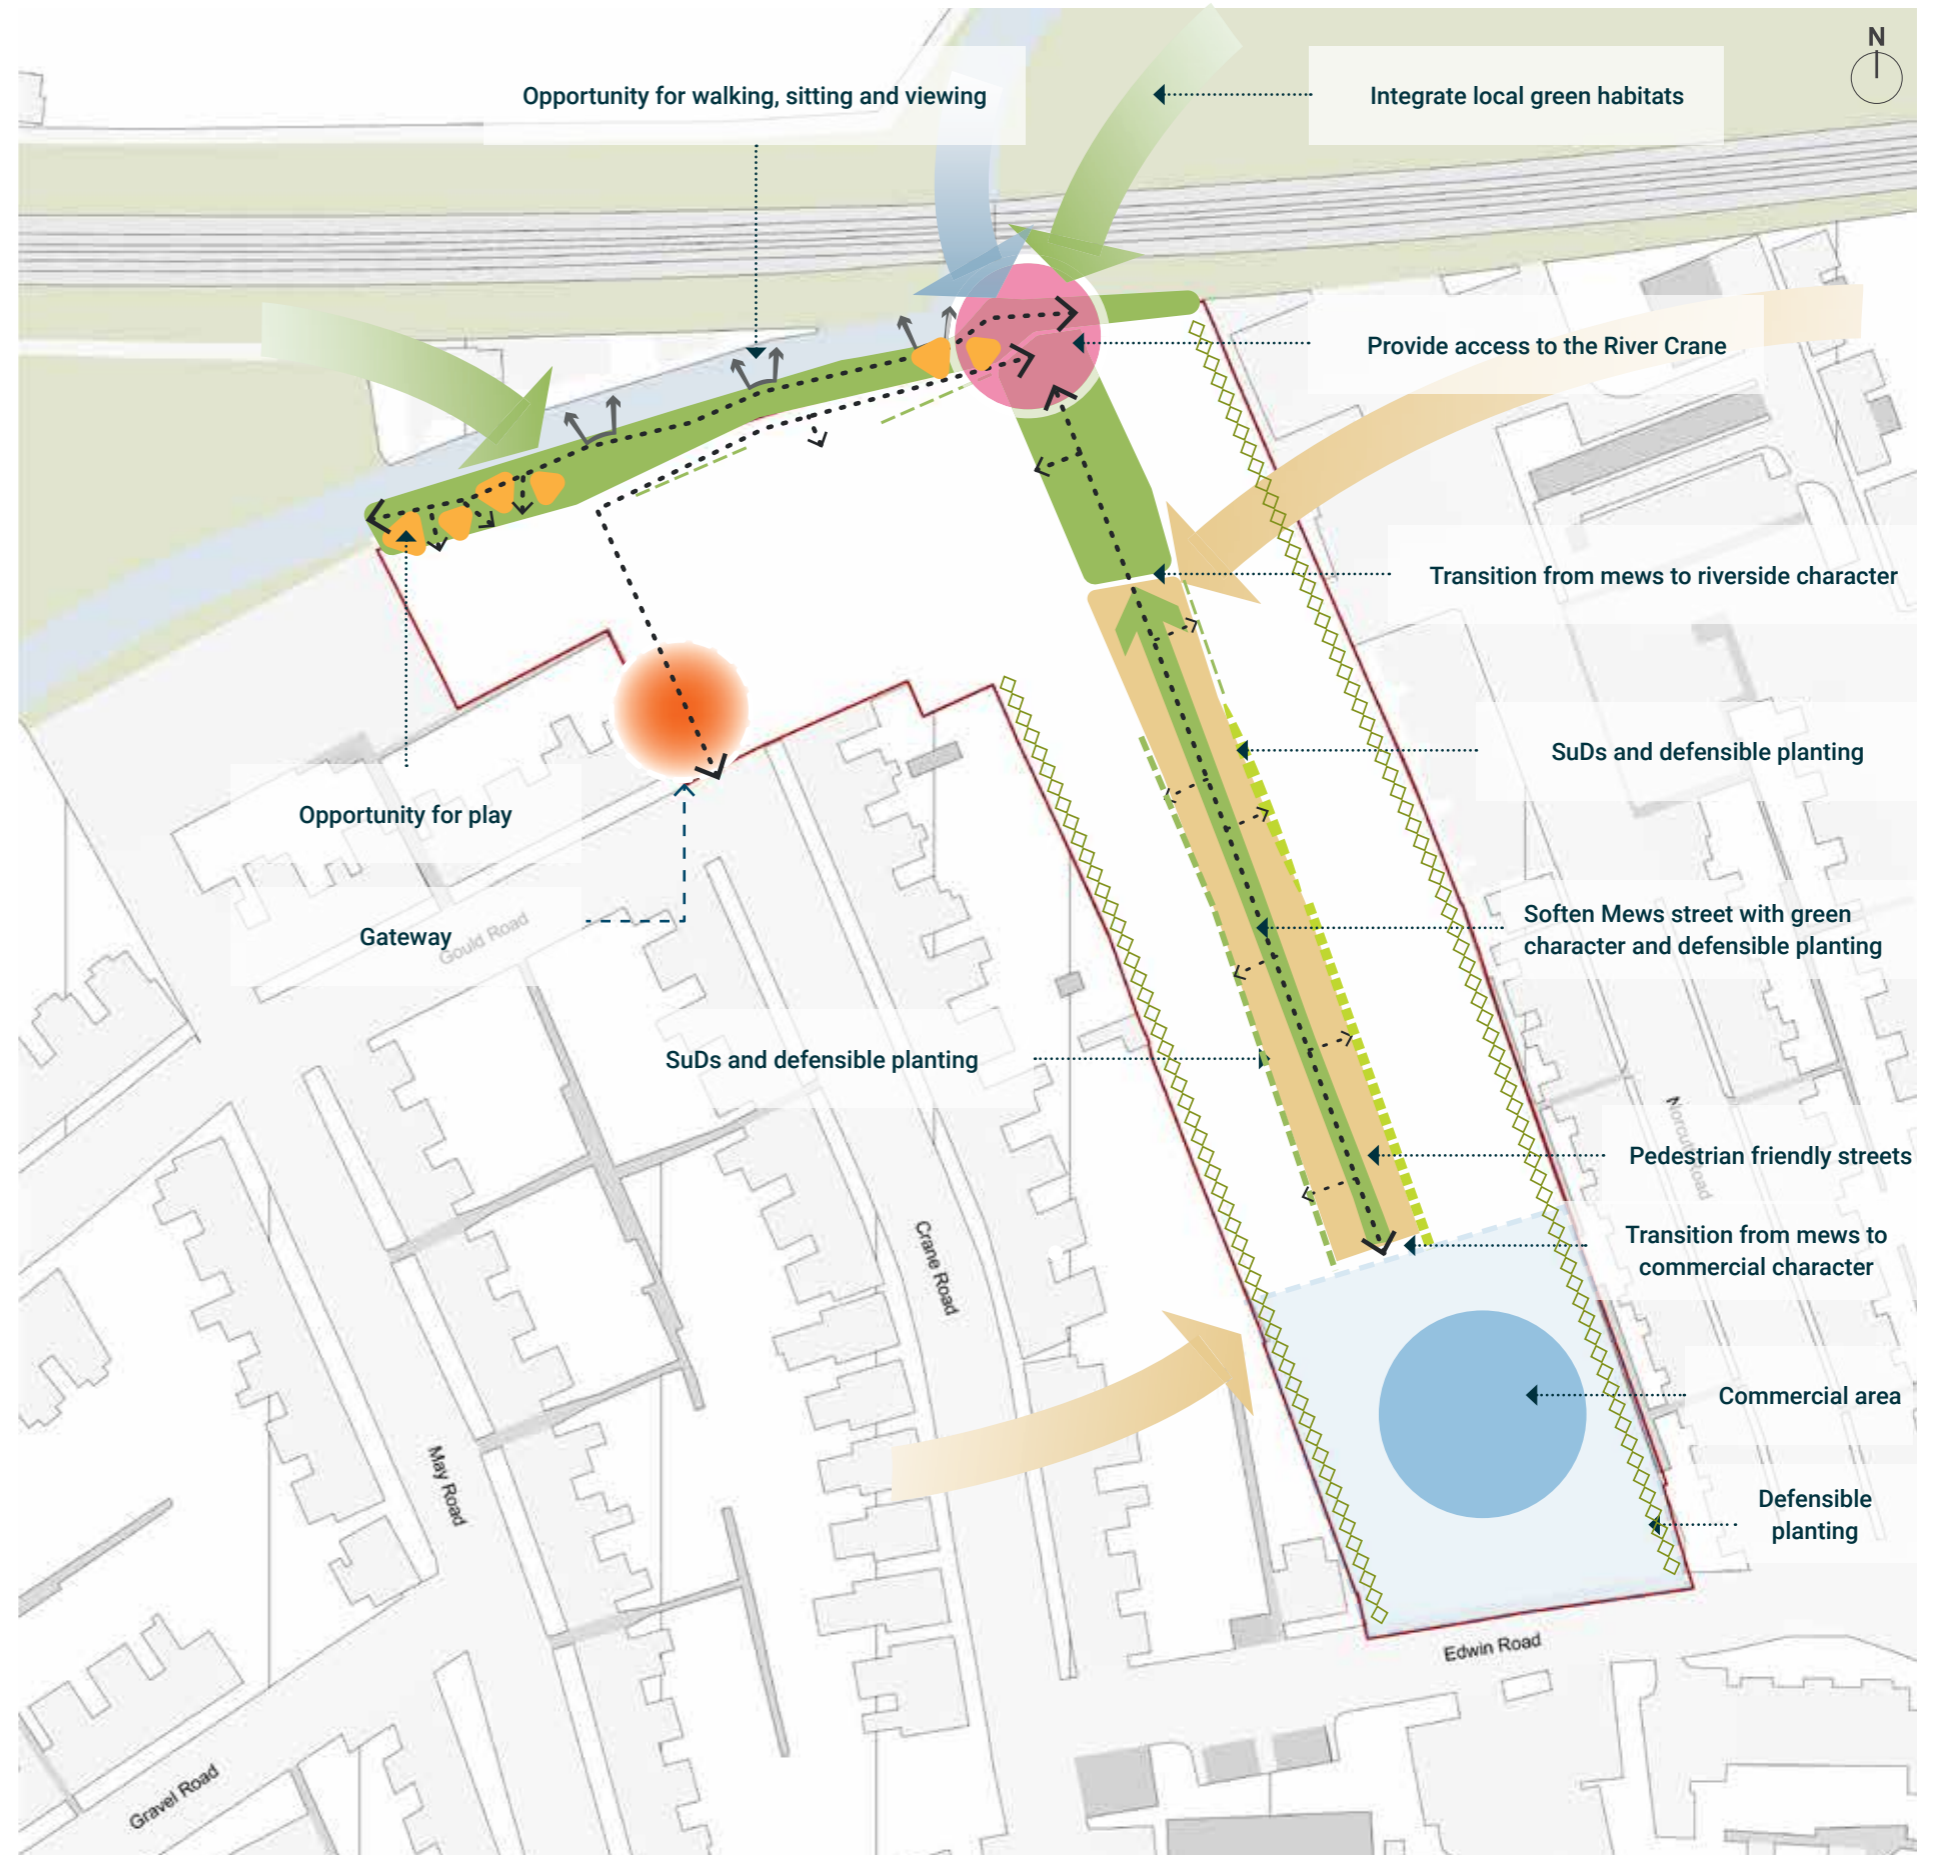 N
Opportunity for walking, sitting and viewing
Integrate local green habitats
Provide access to the River Crane
Transition from mews to riverside character
SuDs and defensible planting
Opportunity for play
Soften Mews street with green
character and defensible planting
Gateway
Gould Road
SuDs and defensible planting
Pedestrian friendly streets
Crane Road
Transition from mews to
commercial character
Commercial area
May Road
Defensible
planting
Edwin Road
Gravel Road